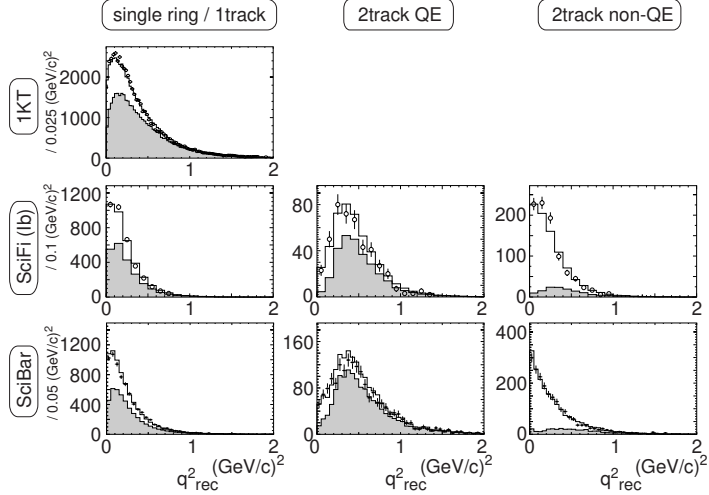 single ring / 1track
2track QE
2track non-QE
1KT
/ 0.025 (GeV/c)²
2000
1000
0
0 1 2
SciFi (Ib)
/ 0.1 (GeV/c)²
1200
800
400
0
0 1 2
80
40
0
0 1 2
200
100
0
0 1 2
SciBar
/ 0.05 (GeV/c)²
1200
800
400
0
0 1 2
160
80
0
0 1 2
400
200
0
0 1 2
q²rec (GeV/c)²
q²rec (GeV/c)²
q²rec (GeV/c)²